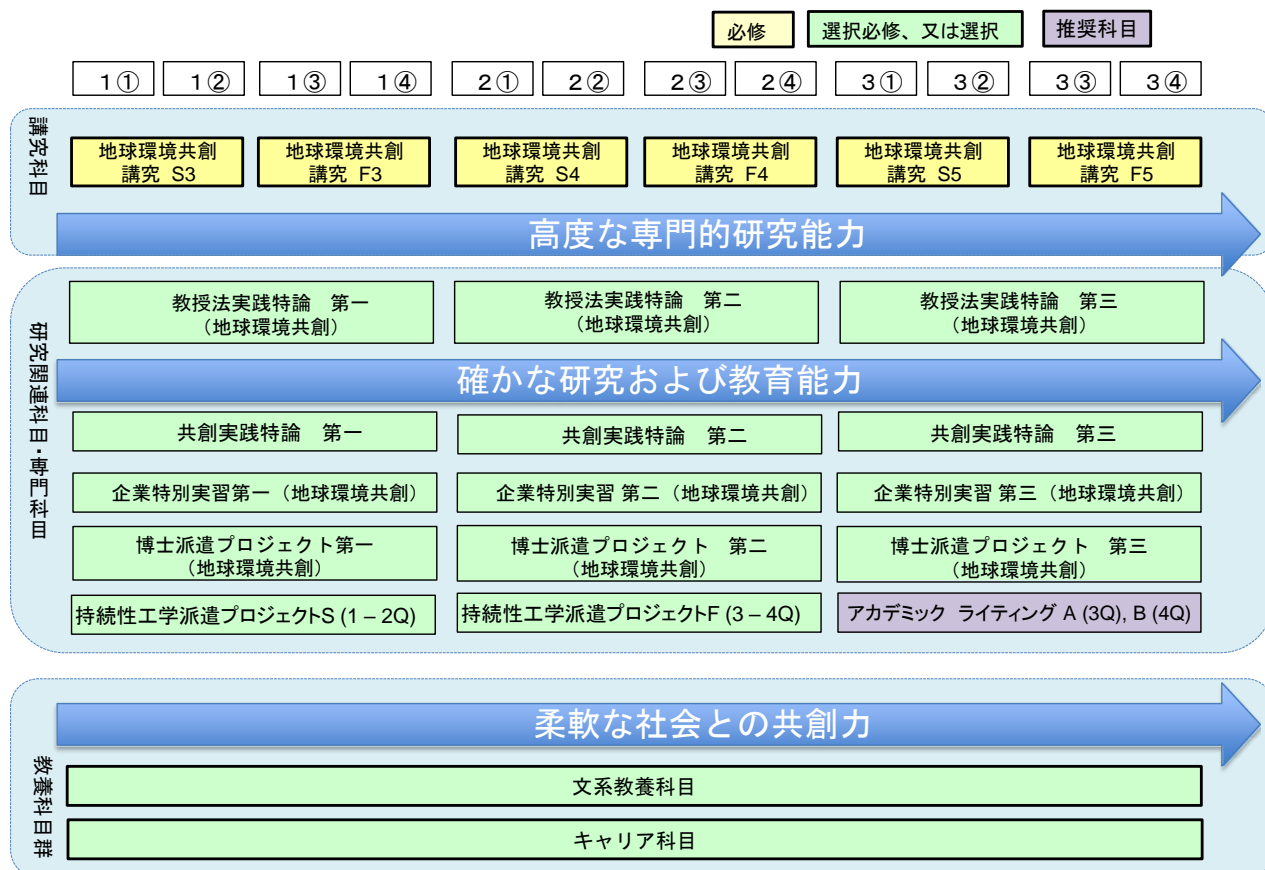 必修
選択必修、又は選択
推奨科目
1①
1②
1③
1④
2①
2②
2③
2④
3①
3②
3③
3④
講究科目
地球環境共創
講究 S3
地球環境共創
講究 F3
地球環境共創
講究 S4
地球環境共創
講究 F4
地球環境共創
講究 S5
地球環境共創
講究 F5
高度な専門的研究能力
研究関連科目・専門科目
教授法実践特論 第一
(地球環境共創)
教授法実践特論 第二
(地球環境共創)
教授法実践特論 第三
(地球環境共創)
確かな研究および教育能力
共創実践特論 第一
共創実践特論 第二
共創実践特論 第三
企業特別実習第一(地球環境共創)
企業特別実習 第二(地球環境共創)
企業特別実習 第三(地球環境共創)
博士派遣プロジェクト第一
(地球環境共創)
博士派遣プロジェクト 第二
(地球環境共創)
博士派遣プロジェクト 第三
(地球環境共創)
持続性工学派遣プロジェクトS (1 – 2Q)
持続性工学派遣プロジェクトF (3 – 4Q)
アカデミック ライティング A (3Q), B (4Q)
柔軟な社会との共創力
教養科目群
文系教養科目
キャリア科目